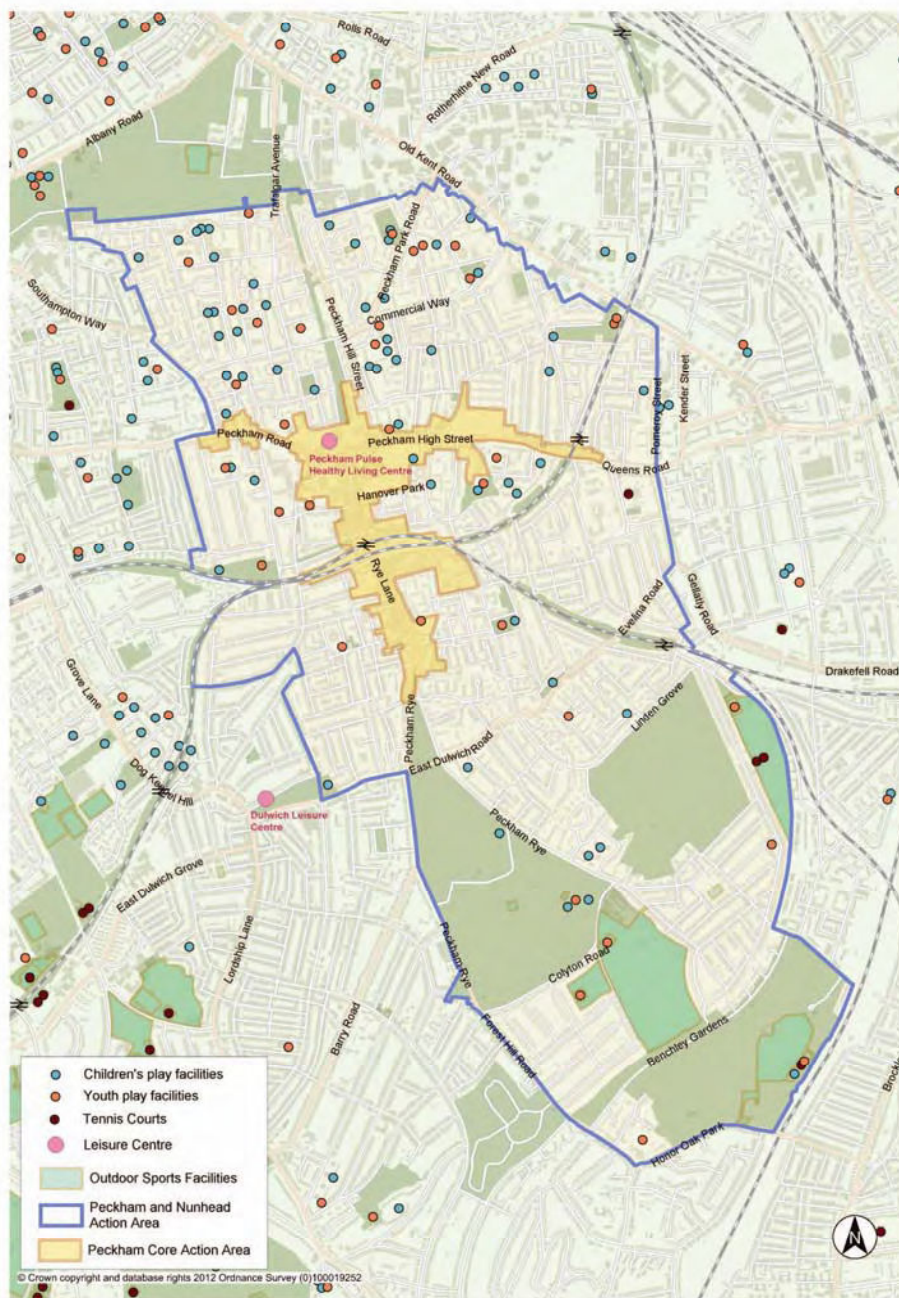 Rolls Road
Rotherhithe New Road
Albany Road
Trafalgar Avenue
Old Kent Road
Peckham Park Road
Southampton Way
Commercial Way
Peckham Hill Street
Kender Street
Pomeroy Street
Peckham Road
Peckham High Street
Peckham Pulse
Healthy Living Centre
Queens Road
Hanover Park
Rye Lane
Evelina Road
Gellatly Road
Drakefell Road
Grove Lane
Linden Grove
Peckham Rye
East Dulwich Road
Dog Kennel Hill
Dulwich Leisure
Centre
Peckham Rye
East Dulwich Grove
Lordship Lane
Peckham Rye
Colyton Road
Barry Road
Forest Hill Road
Benchley Gardens
Honor Oak Park
Children's play facilities
Youth play facilities
Tennis Courts
Leisure Centre
Outdoor Sports Facilities
Peckham and Nunhead
Action Area
Peckham Core Action Area
N
© Crown copyright and database rights 2012 Ordnance Survey (0)100019252